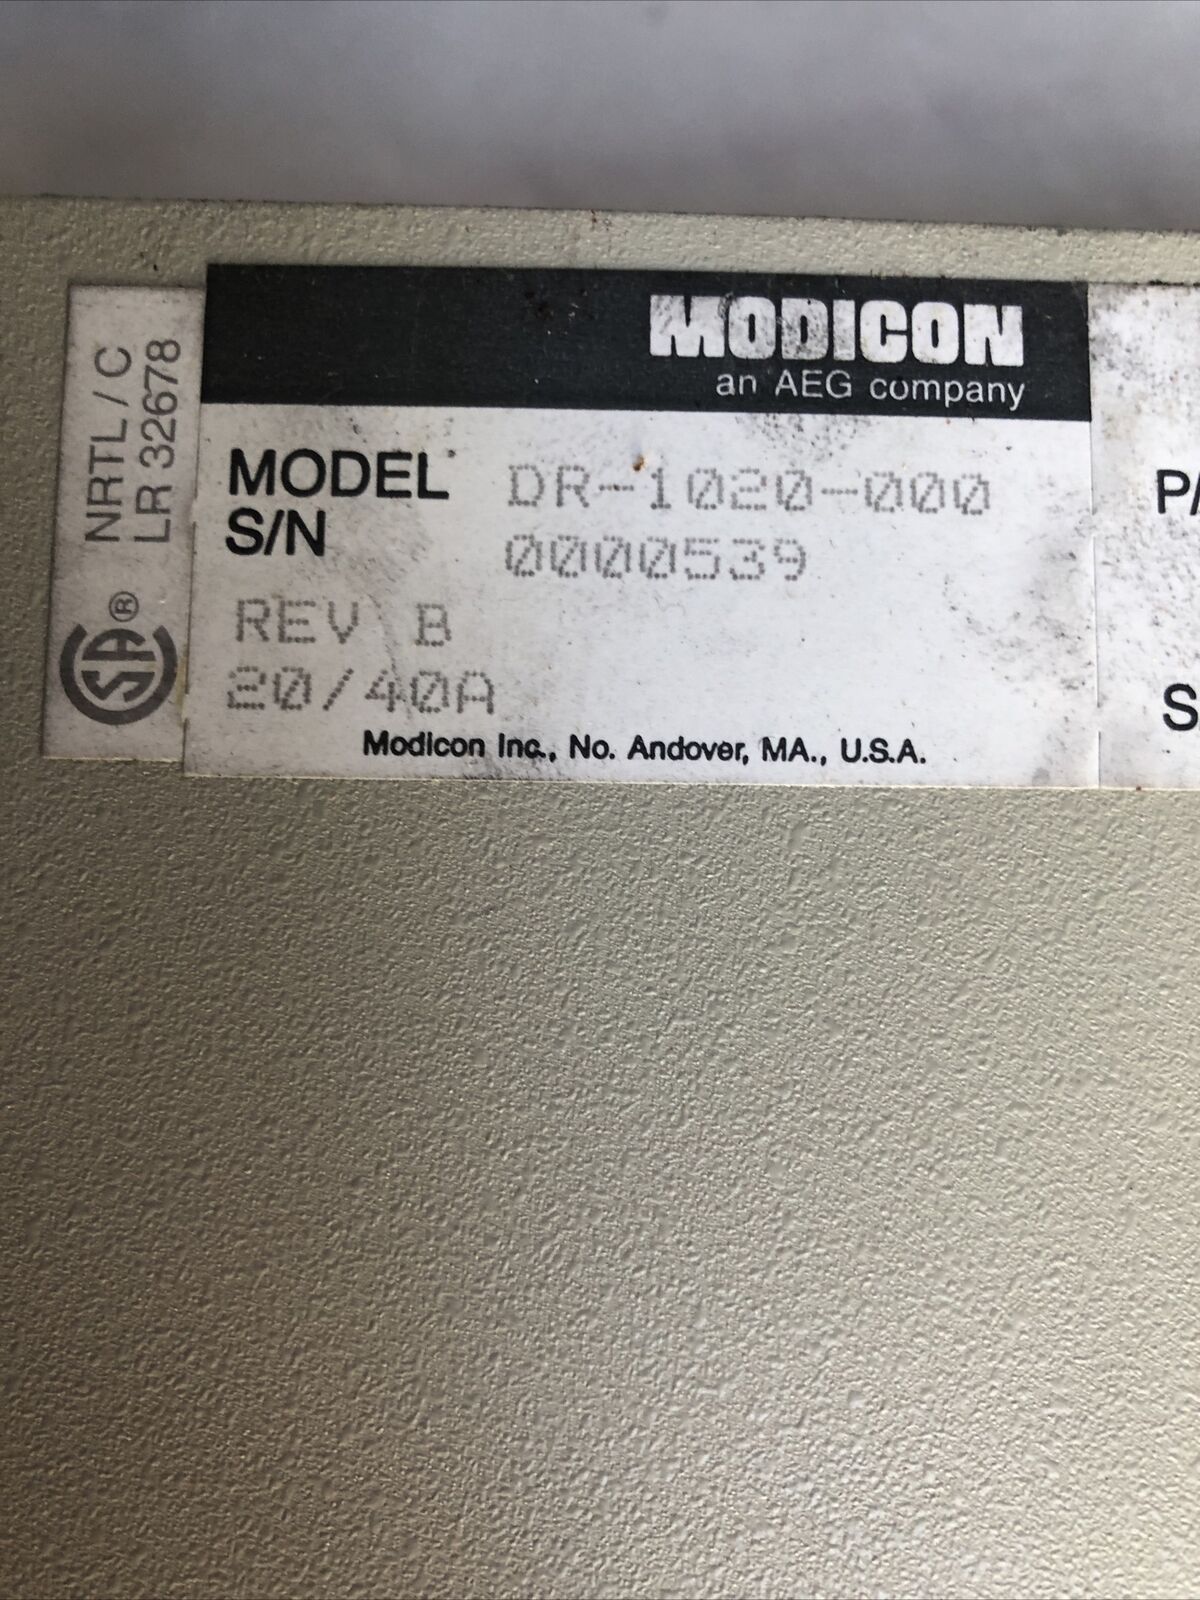 NRTL / C
LR 32678
SA®
MODICON
an AEG company
MODEL DR-1020-000
S/N 0000539
REV B
20/40A
Modicon Inc., No. Andover, MA., U.S.A.
P/
S